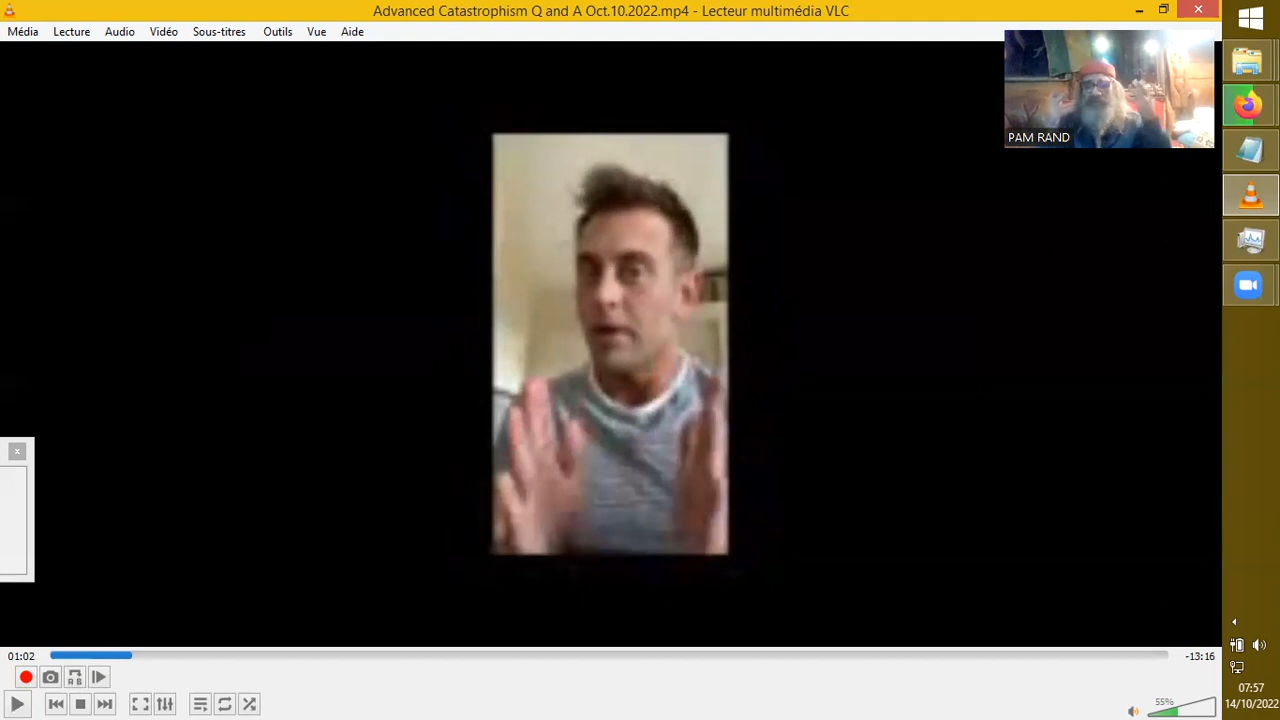 Advanced Catastrophism Q and A Oct.10.2022.mp4 - Lecteur multimédia VLC
Média Lecture Audio Vidéo Sous-titres Outils Vue Aide
PAM RAND
x
01:02
-13:16
A B
55%
07:57
14/10/2022